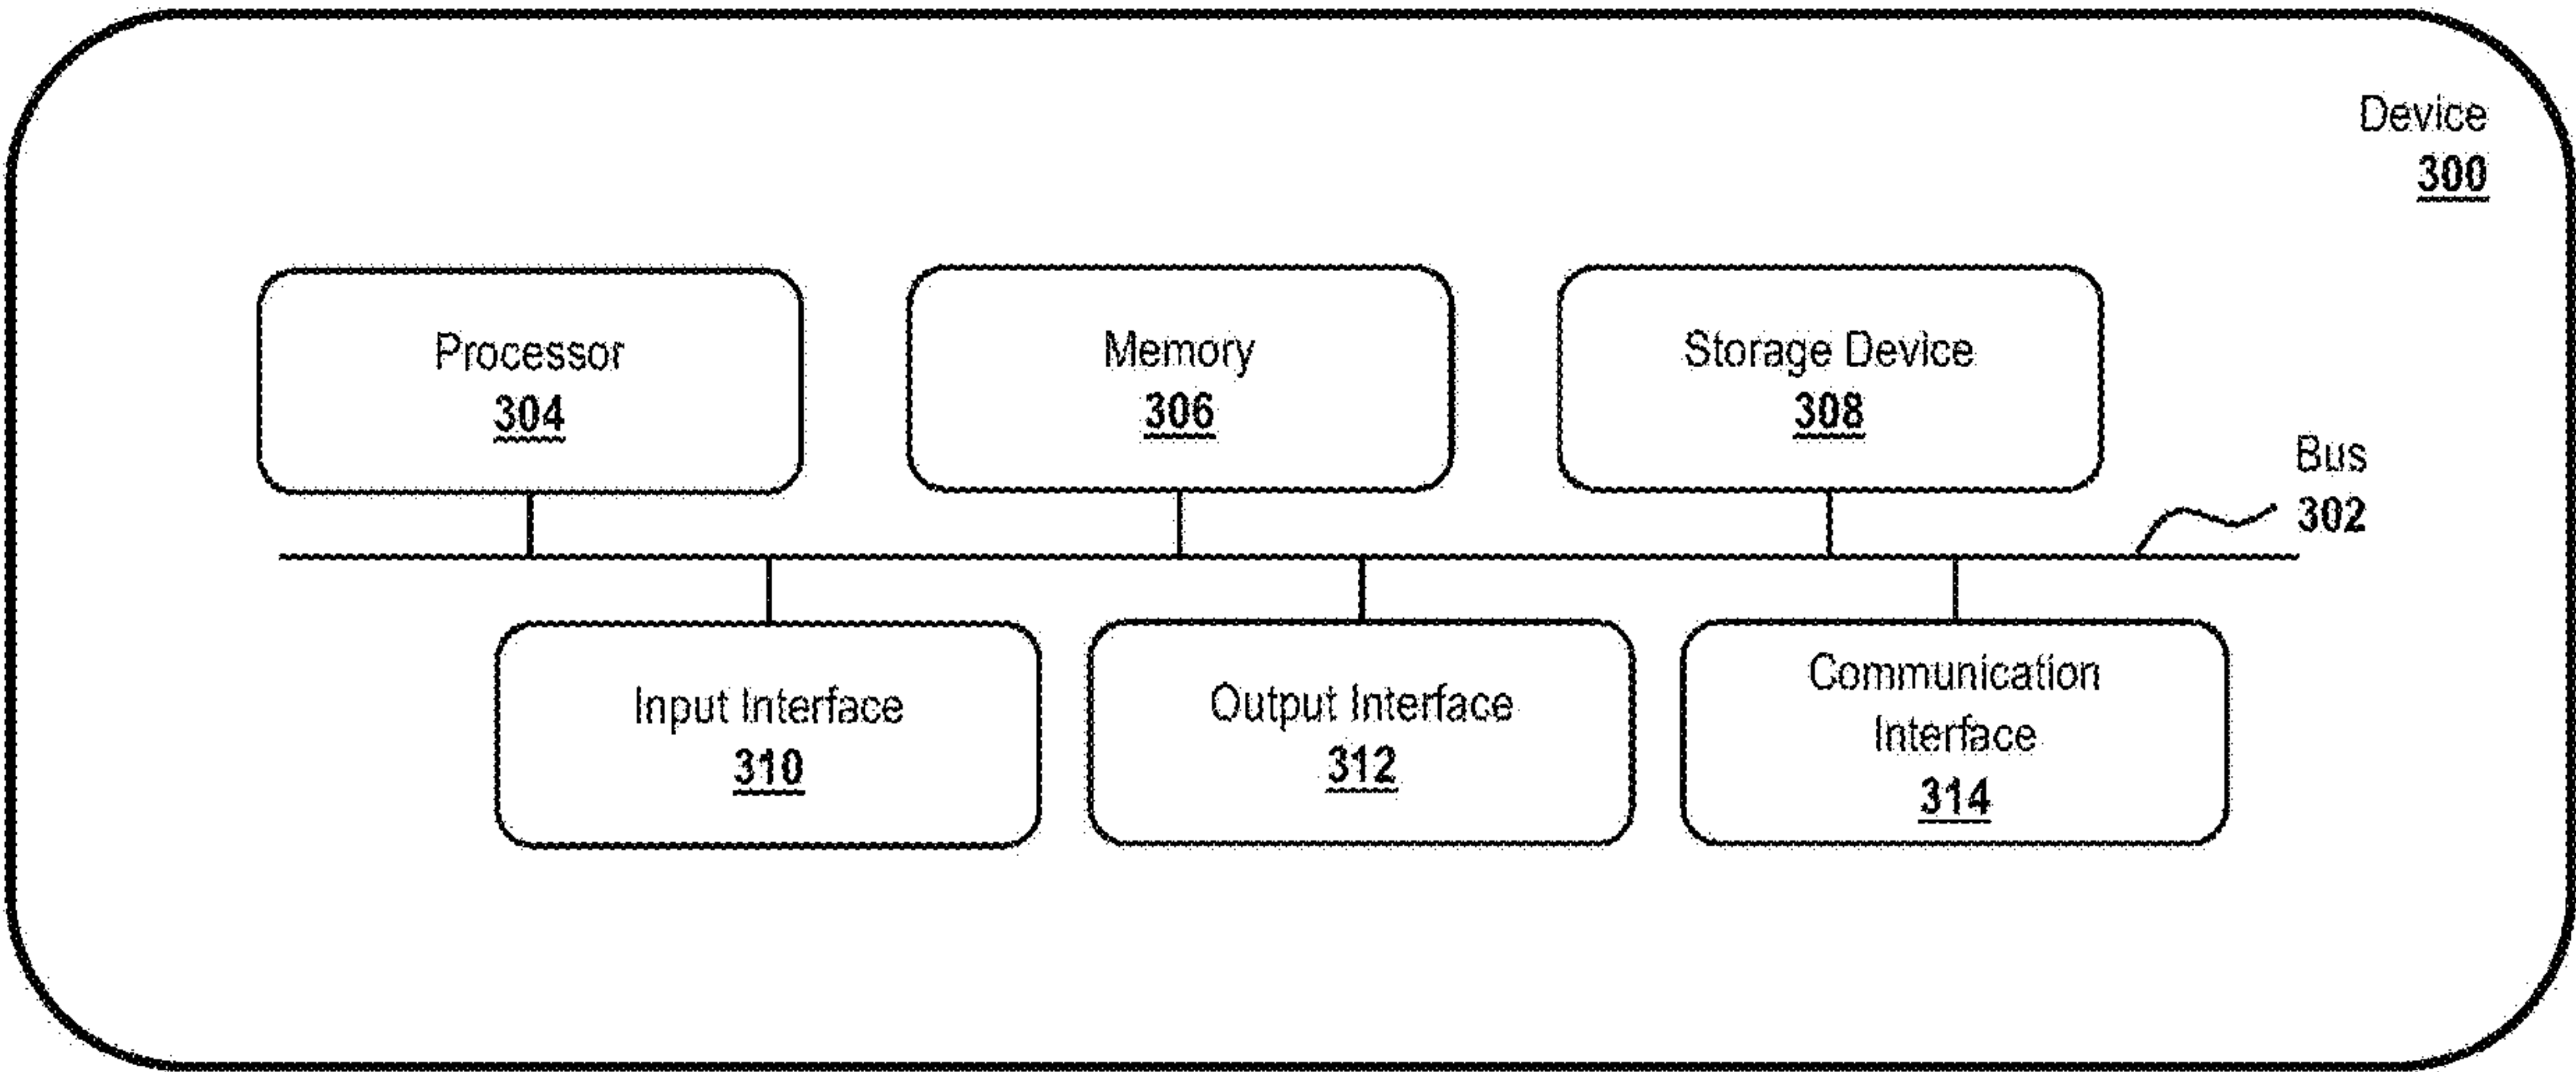 Device
300
Processor
304
Memory
306
Storage Device
308
Bus
302
Input Interface
310
Output Interface
312
Communication
Interface
314